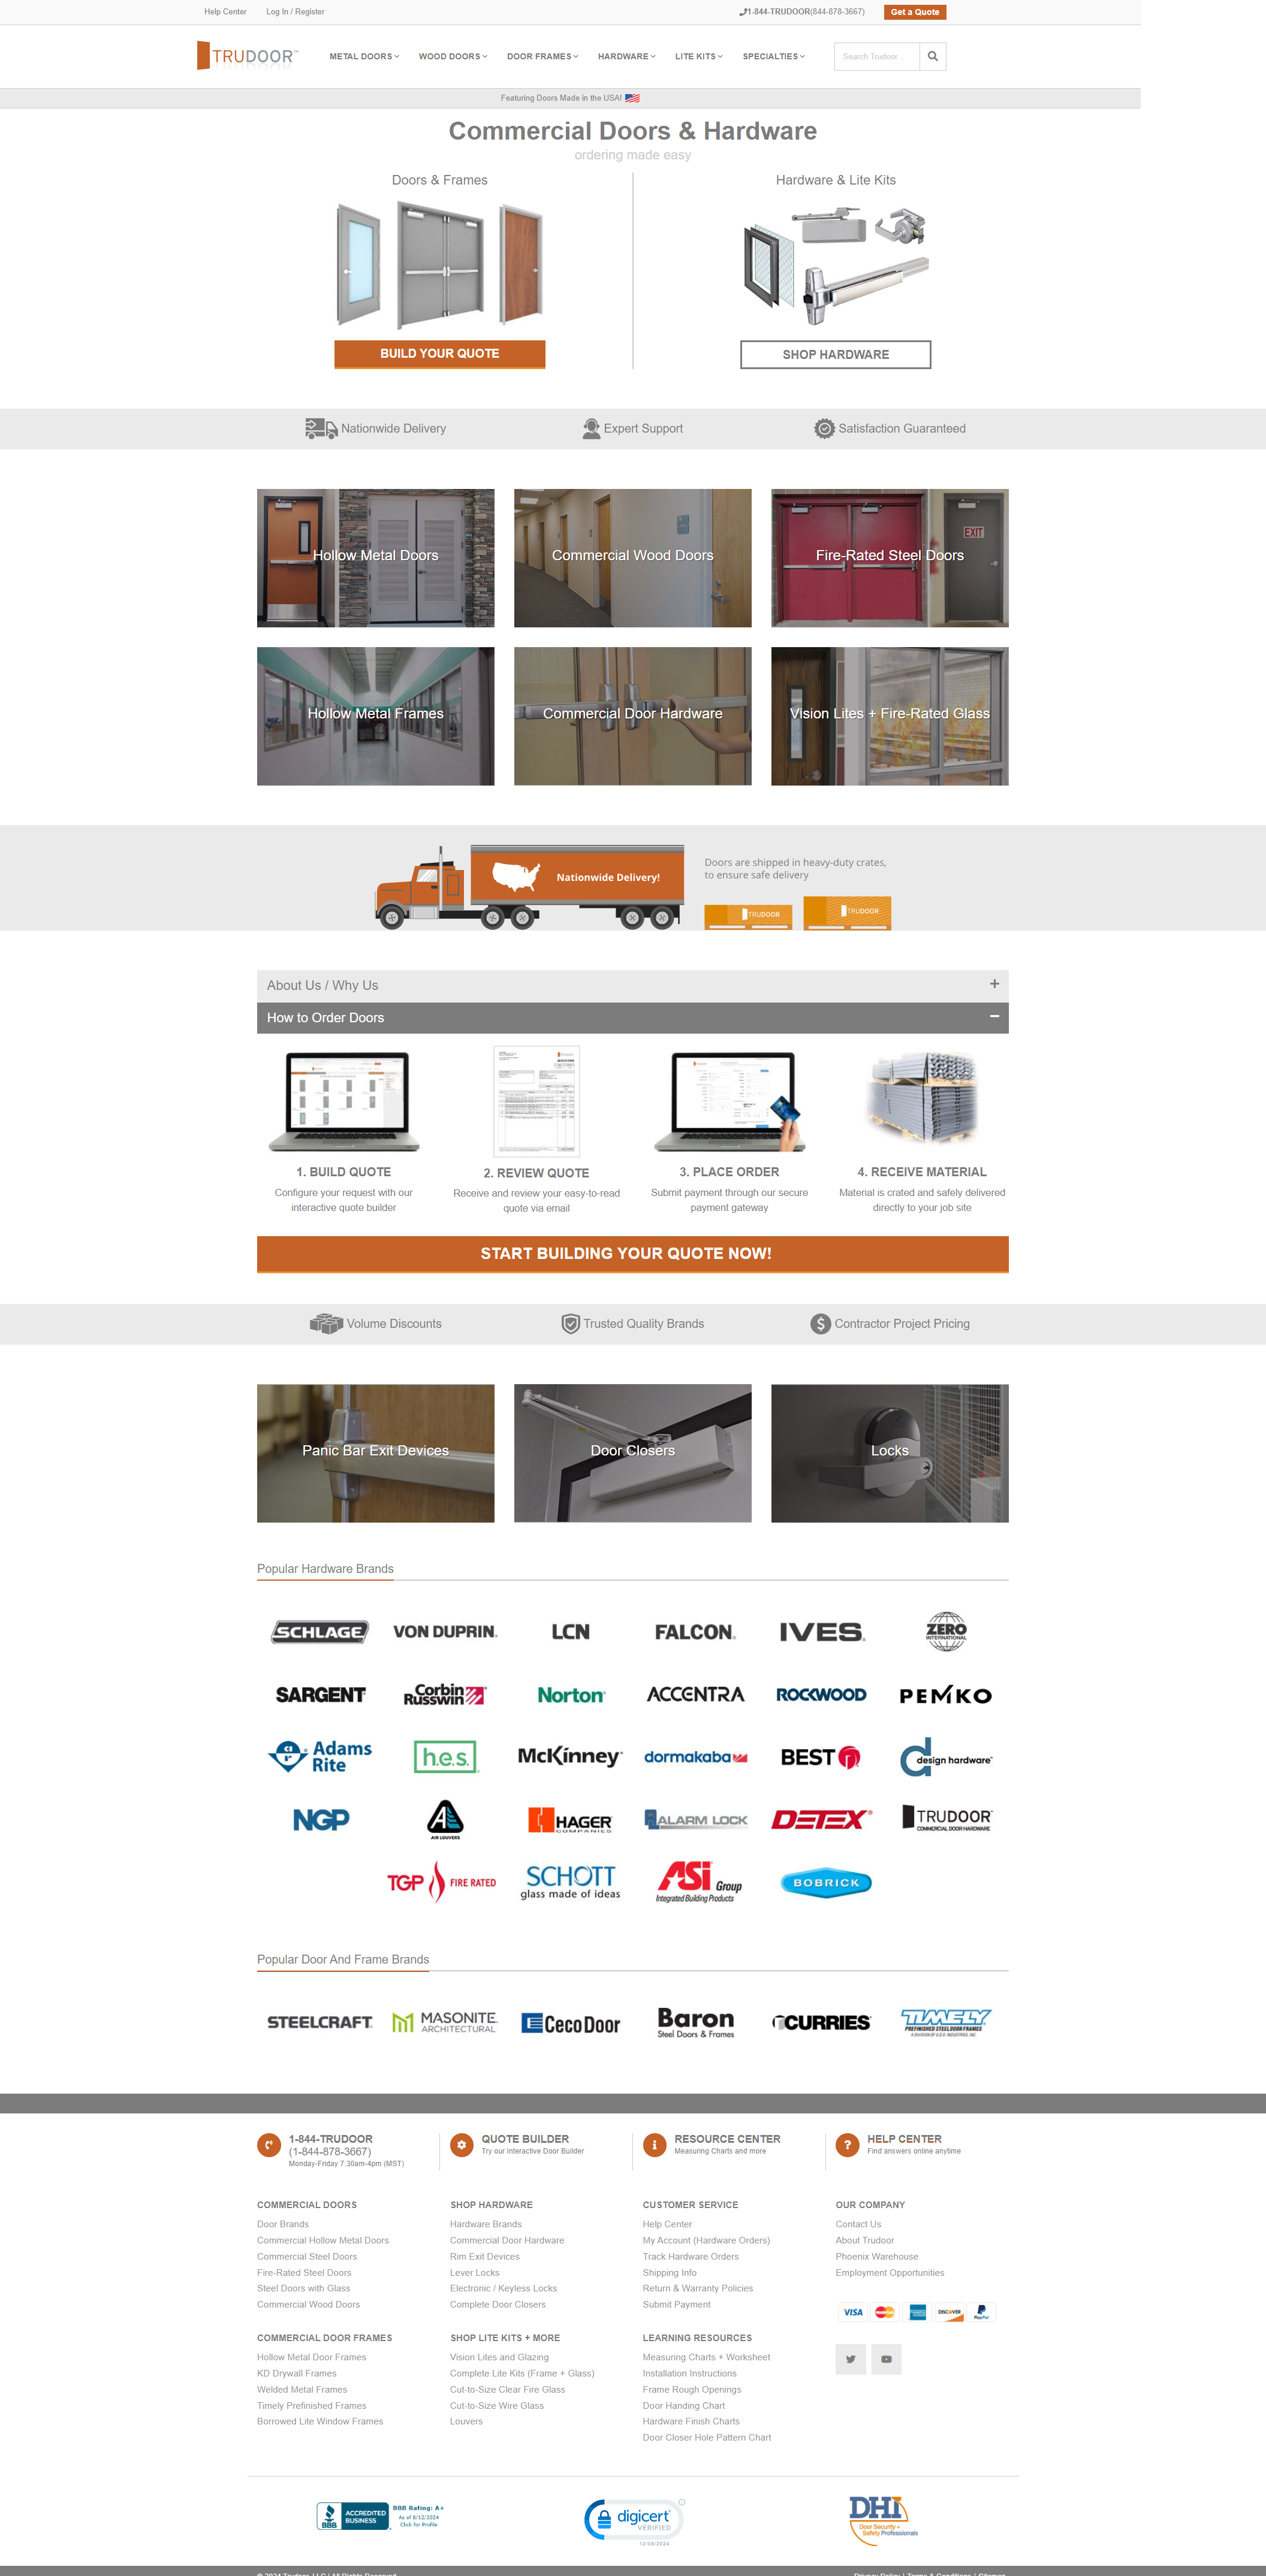 Help Center
Log In / Register
1-844-TRUDOOR(844-878-3667)
Get a Quote
TRUDOOR™
METAL DOORS
WOOD DOORS
DOOR FRAMES
HARDWARE
LITE KITS
SPECIALTIES
Search Trudoor...
Featuring Doors Made in the USA!
Commercial Doors & Hardware
ordering made easy
Doors & Frames
Hardware & Lite Kits
BUILD YOUR QUOTE
SHOP HARDWARE
Nationwide Delivery
Expert Support
Satisfaction Guaranteed
Hollow Metal Doors
Commercial Wood Doors
EXIT
Fire-Rated Steel Doors
Hollow Metal Frames
Commercial Door Hardware
Vision Lites + Fire-Rated Glass
Nationwide Delivery!
Doors are shipped in heavy-duty crates,
to ensure safe delivery
TRUDOOR
TRUDOOR
About Us / Why Us
How to Order Doors
1. BUILD QUOTE
Configure your request with our
interactive quote builder
2. REVIEW QUOTE
Receive and review your easy-to-read
quote via email
3. PLACE ORDER
Submit payment through our secure
payment gateway
4. RECEIVE MATERIAL
Material is crated and safely delivered
directly to your job site
START BUILDING YOUR QUOTE NOW!
Volume Discounts
Trusted Quality Brands
Contractor Project Pricing
Panic Bar Exit Devices
Door Closers
Locks
Popular Hardware Brands
SCHLAGE
VON DUPRIN.
LCN
FALCON.
IVES.
ZERO
INTERNATIONAL
SARGENT
Corbin
Russwin
Norton
ACCENTRA
ROCKWOOD
PEMKO
Adams
Rite
h.e.s.
McKinney
dormakaba
BEST
design hardware
NGP
AIR LOUVERS
HAGER
COMPANIES
ALARM LOCK
DETEX®
TRUDOOR
COMMERCIAL DOOR HARDWARE
TGP FIRE RATED
SCHOTT
glass made of ideas
ASI Group
Integrated Building Products
BOBRICK
Popular Door And Frame Brands
STEELCRAFT.
MASONITE
ARCHITECTURAL
CecoDoor
Baron
Steel Doors & Frames
CURRIES
TIMELY
PREFINISHED STEEL DOOR FRAMES
A DIVISION OF S.D.S. INDUSTRIES, INC.
1-844-TRUDOOR
(1-844-878-3667)
Monday-Friday 7:30am-4pm (MST)
QUOTE BUILDER
Try our Interactive Door Builder
RESOURCE CENTER
Measuring Charts and more
HELP CENTER
Find answers online anytime
COMMERCIAL DOORS
Door Brands
Commercial Hollow Metal Doors
Commercial Steel Doors
Fire-Rated Steel Doors
Steel Doors with Glass
Commercial Wood Doors
SHOP HARDWARE
Hardware Brands
Commercial Door Hardware
Rim Exit Devices
Lever Locks
Electronic / Keyless Locks
Complete Door Closers
CUSTOMER SERVICE
Help Center
My Account (Hardware Orders)
Track Hardware Orders
Shipping Info
Return & Warranty Policies
Submit Payment
OUR COMPANY
Contact Us
About Trudoor
Phoenix Warehouse
Employment Opportunities
VISA
DISCOVER
PayPal
COMMERCIAL DOOR FRAMES
Hollow Metal Door Frames
KD Drywall Frames
Welded Metal Frames
Timely Prefinished Frames
Borrowed Lite Window Frames
SHOP LITE KITS + MORE
Vision Lites and Glazing
Complete Lite Kits (Frame + Glass)
Cut-to-Size Clear Fire Glass
Cut-to-Size Wire Glass
Louvers
LEARNING RESOURCES
Measuring Charts + Worksheet
Installation Instructions
Frame Rough Openings
Door Handing Chart
Hardware Finish Charts
Door Closer Hole Pattern Chart
BBB
ACCREDITED
BUSINESS
BBB Rating: A+
As of 8/12/2024
Click for Profile
digicert
VERIFIED
12/08/2024
DHI
Door Security +
Safety Professionals